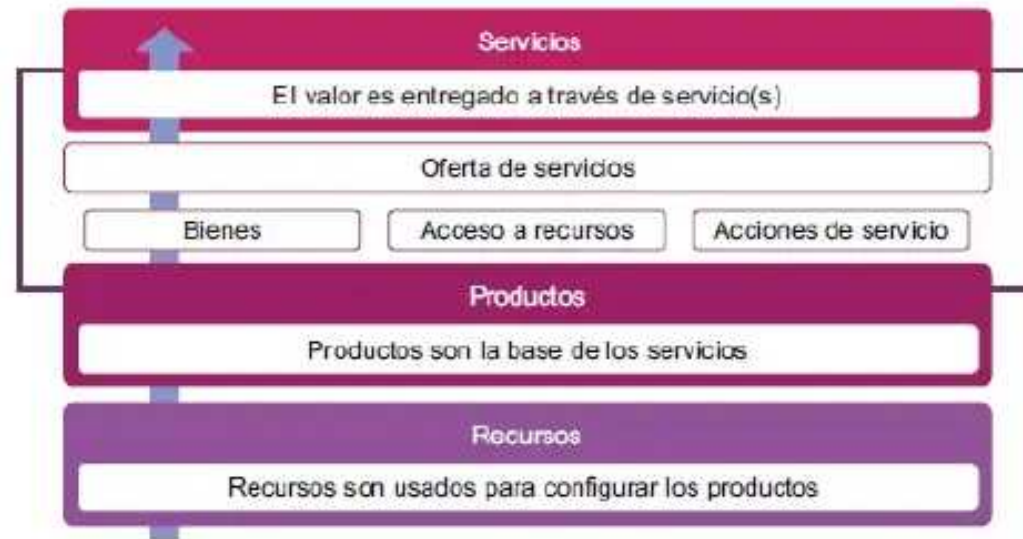 Servicios
El valor es entregado a través de servicio(s)
Oferta de servicios
Bienes
Acceso a recursos
Acciones de servicio
Productos
Productos son la base de los servicios
Recursos
Recursos son usados para configurar los productos